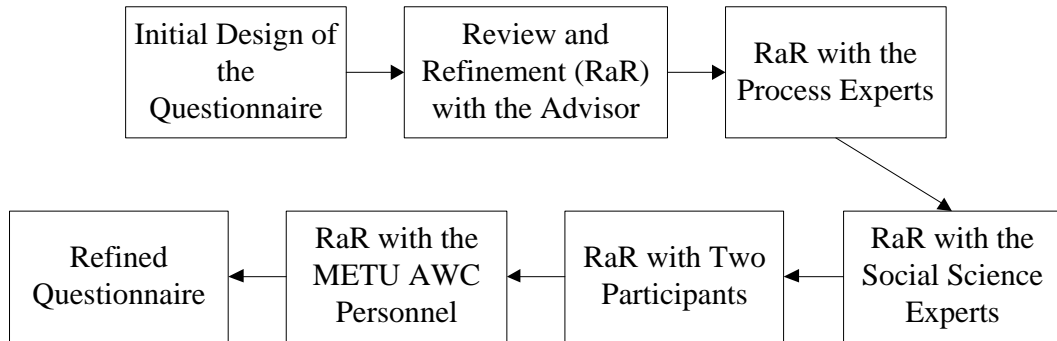 Initial Design of
the
Questionnaire
Review and
Refinement (RaR)
with the Advisor
RaR with the
Process Experts
RaR with the
Social Science
Experts
RaR with Two
Participants
RaR with the
METU AWC
Personnel
Refined
Questionnaire